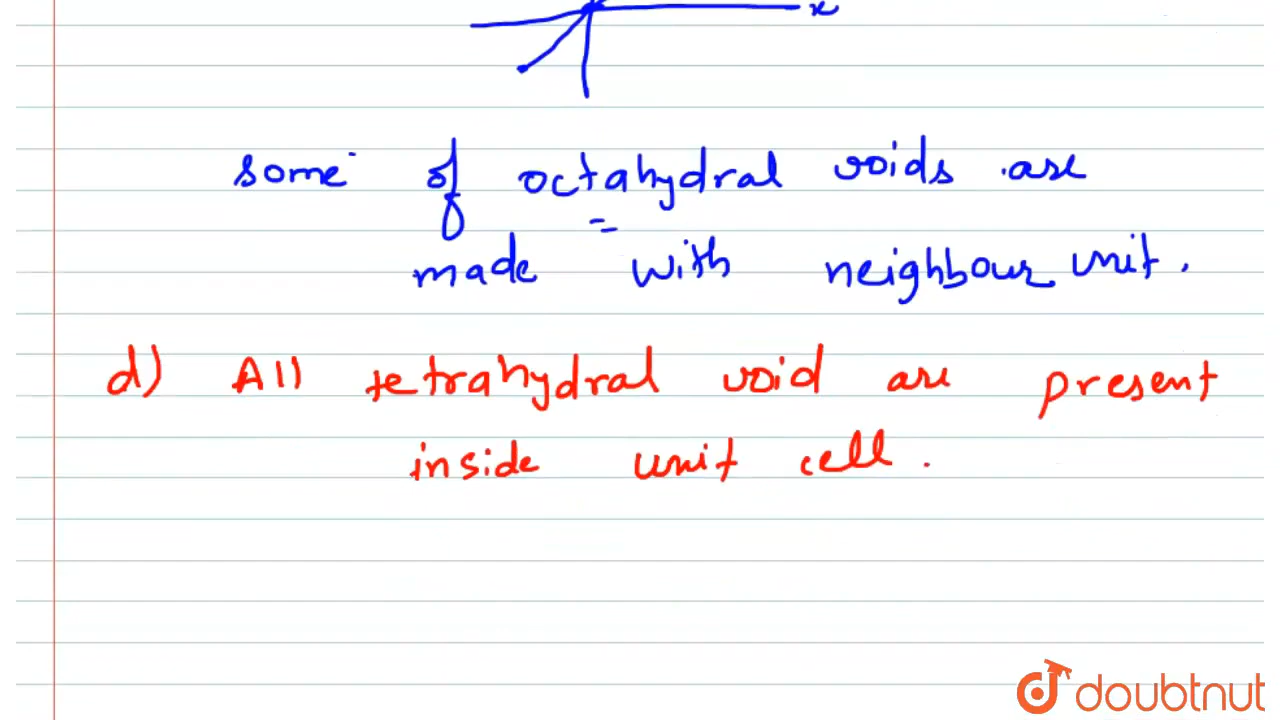 x
some of octahydral voids are
made with neighbour unit.
d) All tetrahydral void are present
inside unit cell.
doubtnut